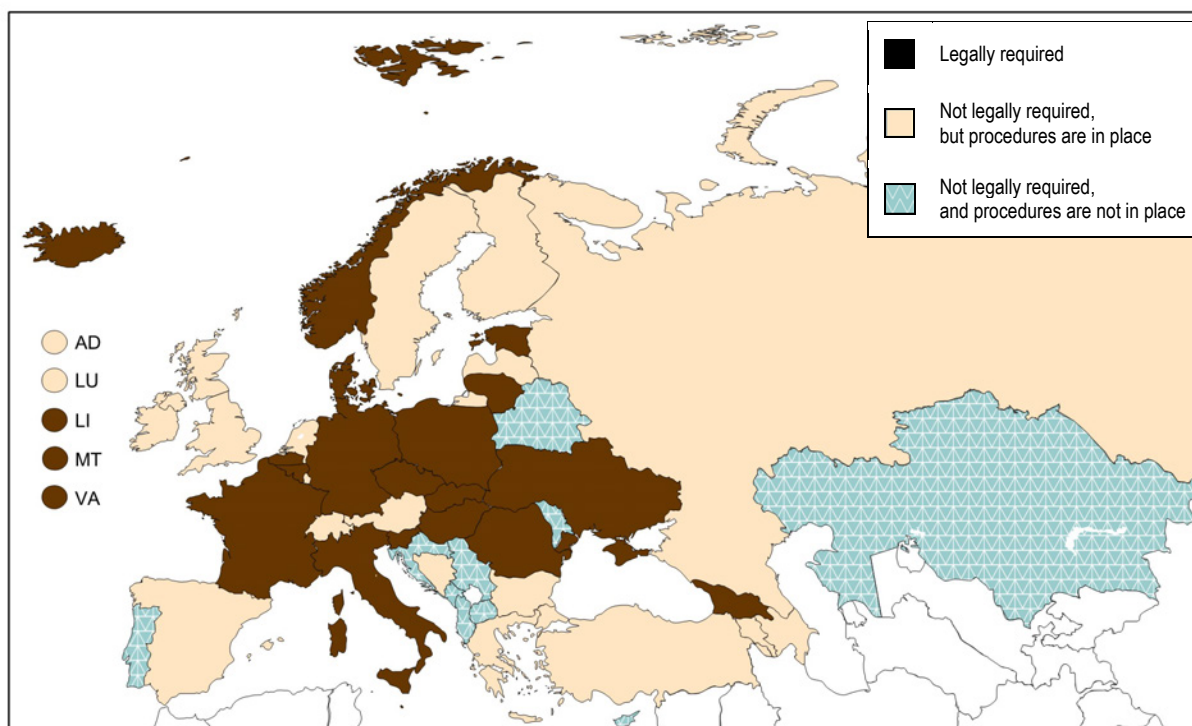 Legally required
Not legally required,
but procedures are in place
Not legally required,
and procedures are not in place
AD
LU
LI
MT
VA